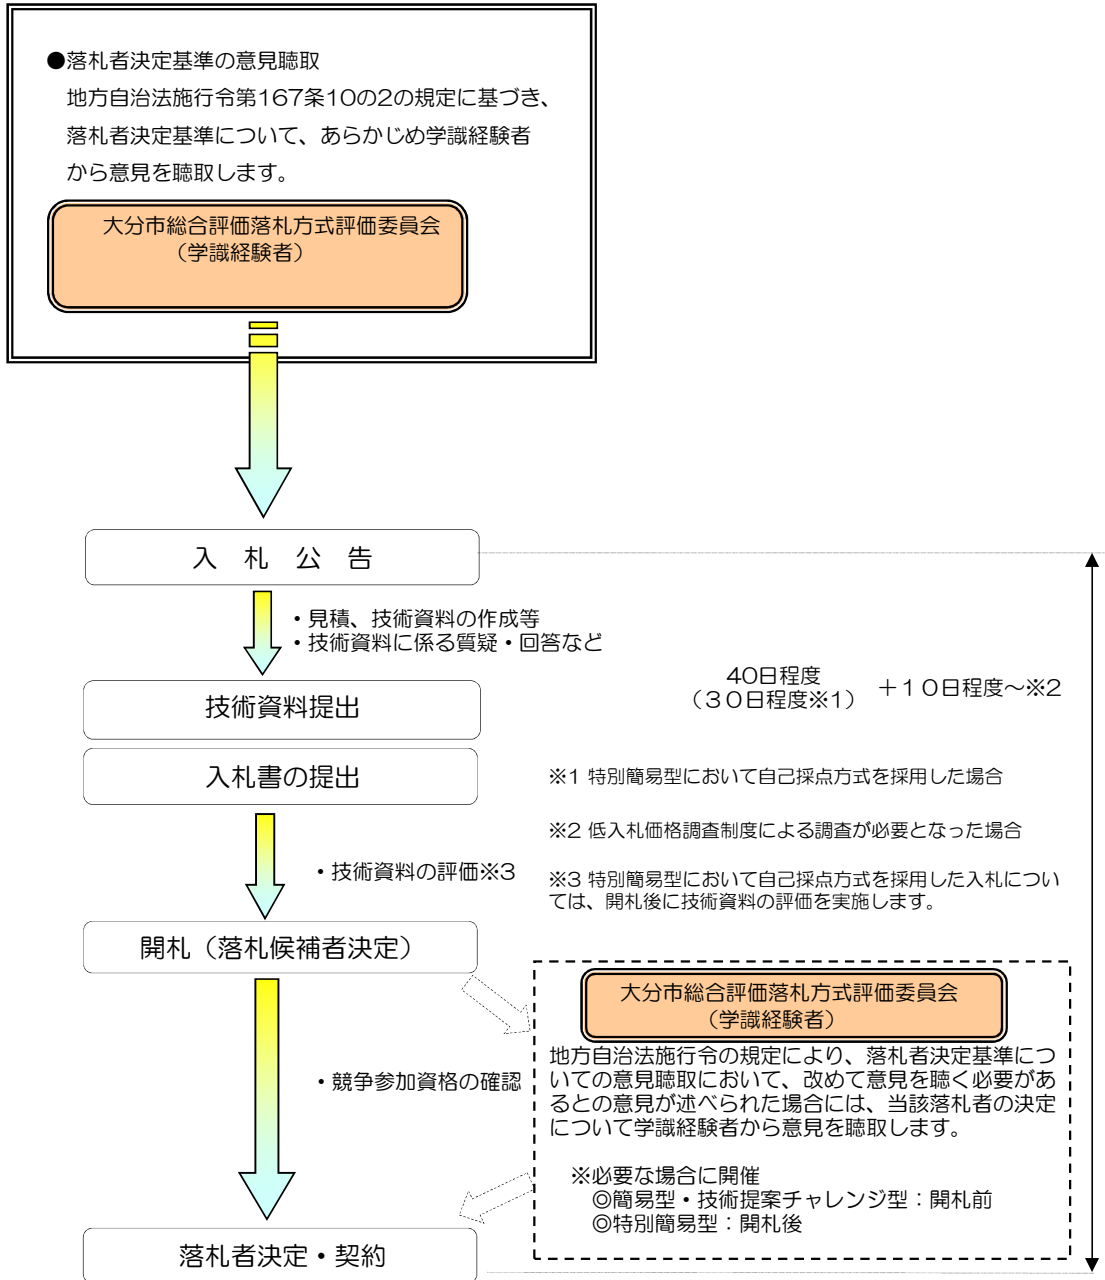 ●落札者決定基準の意見聴取
地方自治法施行令第167条10の2の規定に基づき、
落札者決定基準について、あらかじめ学識経験者
から意見を聴取します。
大分市総合評価落札方式評価委員会
（学識経験者）
入　札　公　告
・見積、技術資料の作成等
・技術資料に係る質疑・回答など
40日程度
（３０日程度※1）
＋１０日程度～※2
技術資料提出
入札書の提出
※1 特別簡易型において自己採点方式を採用した場合
※2 低入札価格調査制度による調査が必要となった場合
・技術資料の評価※3
※3 特別簡易型において自己採点方式を採用した入札につい
ては、開札後に技術資料の評価を実施します。
開札（落札候補者決定）
大分市総合評価落札方式評価委員会
（学識経験者）
地方自治法施行令の規定により、落札者決定基準につ
いての意見聴取において、改めて意見を聴く必要があ
るとの意見が述べられた場合には、当該落札者の決定
について学識経験者から意見を聴取します。
・競争参加資格の確認
※必要な場合に開催
◎簡易型・技術提案チャレンジ型：開札前
◎特別簡易型：開札後
落札者決定・契約